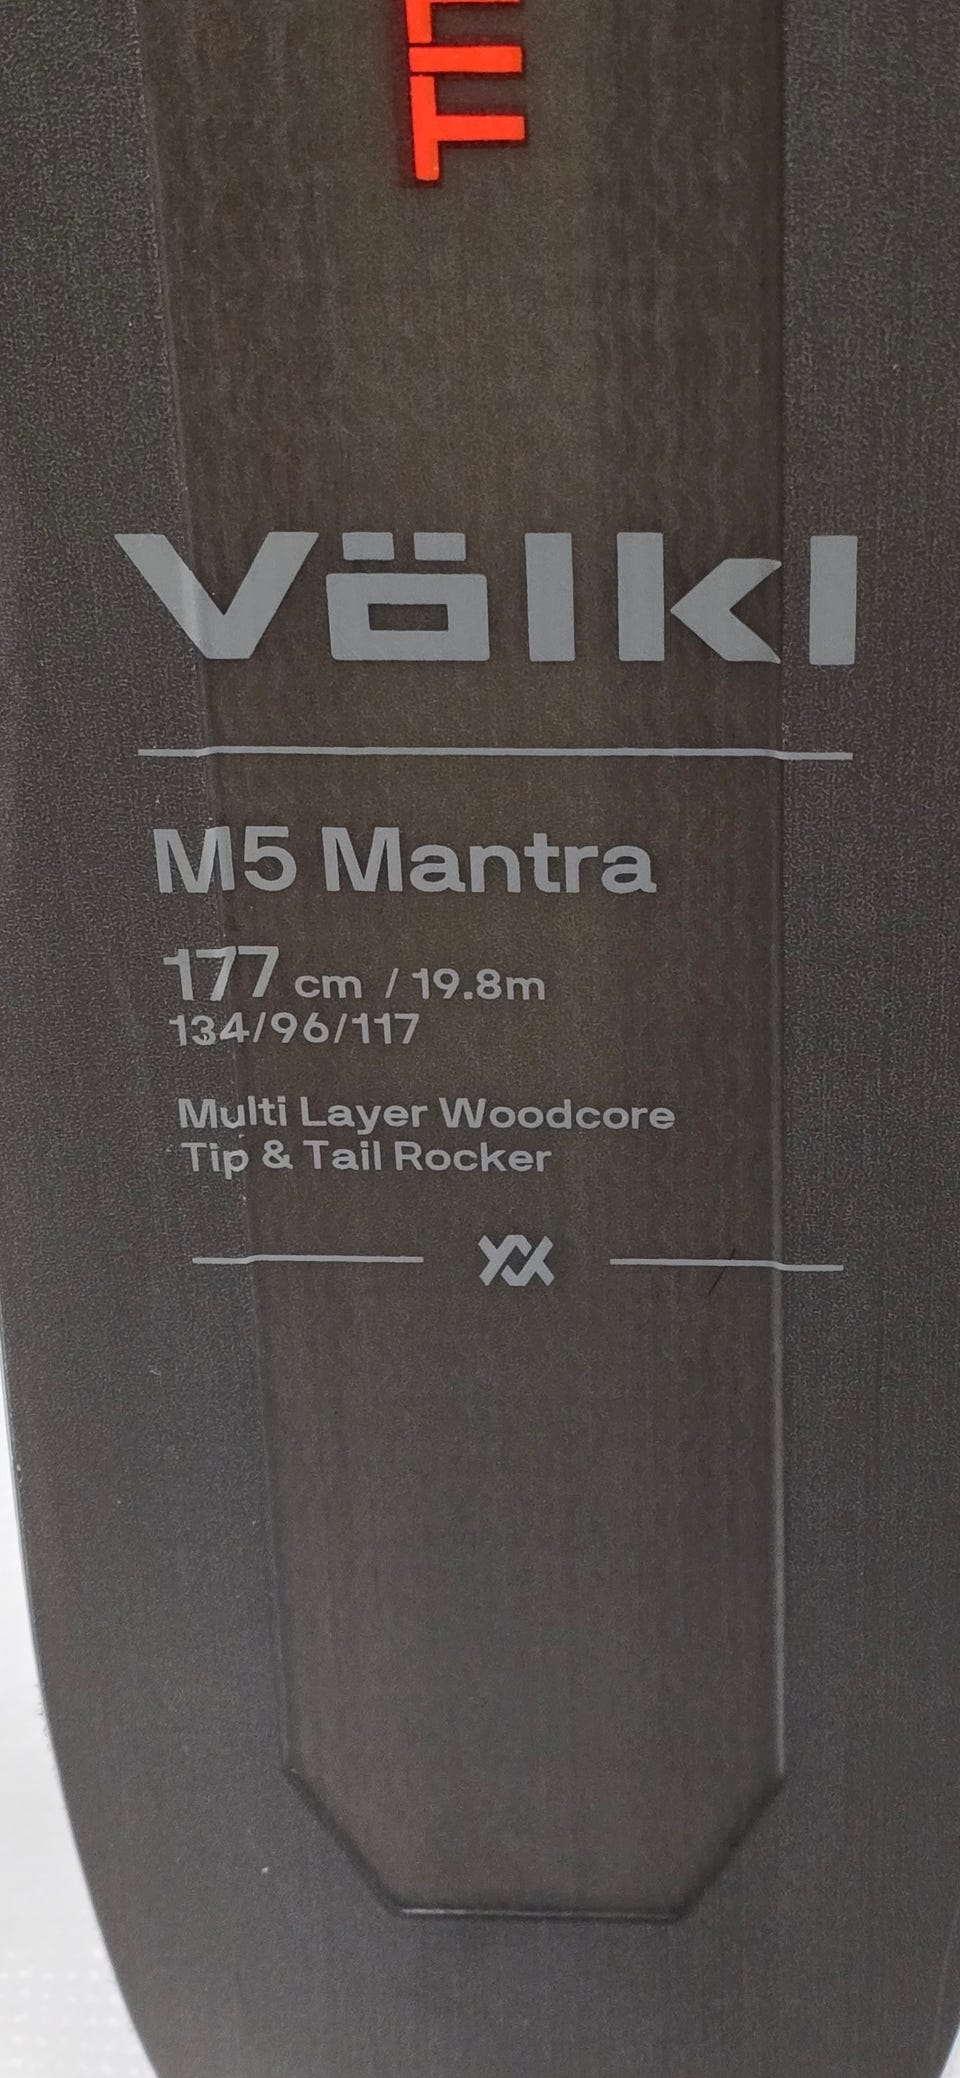 Völkl
M5 Mantra
177 cm / 19.8m
134/96/117
Multi Layer Woodcore
Tip & Tail Rocker